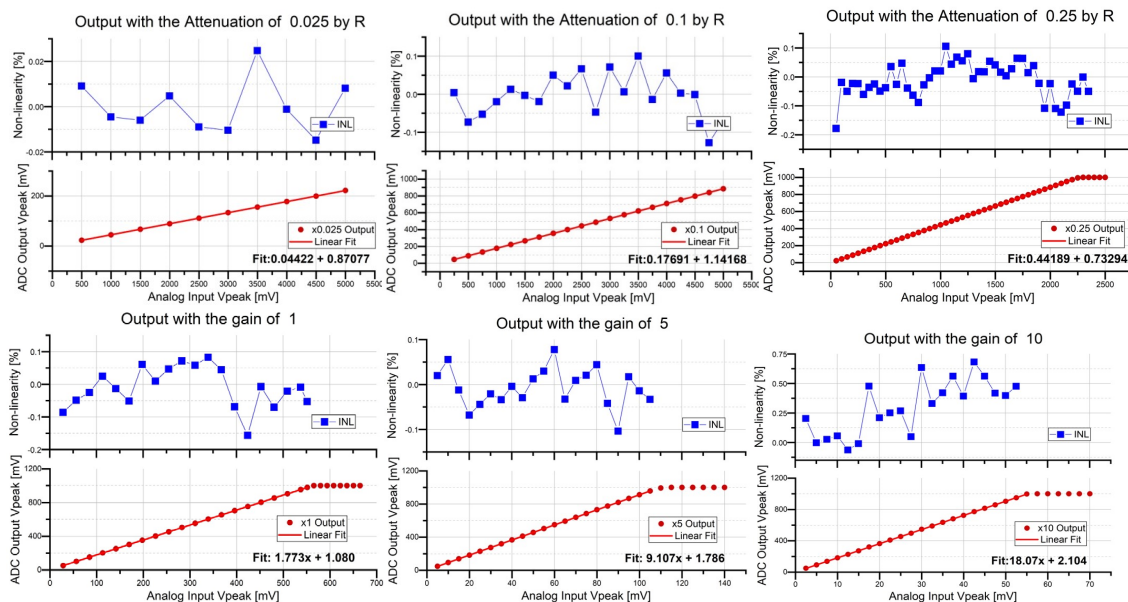 Output with the Attenuation of 0.025 by R
Non-linearity [%]
0.02
0.00
-0.02
INL
ADC Output Vpeak [mV]
200
0
x0.025 Output
Linear Fit
Fit:0.04422 + 0.87077
0 500 1000 1500 2000 2500 3000 3500 4000 4500 5000 5500
Analog Input Vpeak [mV]
Output with the Attenuation of 0.1 by R
Non-linearity [%]
0.1
0.0
-0.1
INL
ADC Output Vpeak [mV]
1000
800
600
400
200
0
x0.1 Output
Linear Fit
Fit:0.17691 + 1.14168
0 500 1000 1500 2000 2500 3000 3500 4000 4500 5000 5500
Analog Input Vpeak [mV]
Output with the Attenuation of 0.25 by R
Non-linearity [%]
0.1
0.0
-0.1
-0.2
INL
ADC Output Vpeak [mV]
1000
800
600
400
200
0
x0.25 Output
Linear Fit
Fit:0.44189 + 0.73294
0 500 1000 1500 2000 2500
Analog Input Vpeak [mV]
Output with the gain of 1
Non-linearity [%]
0.1
0.0
-0.1
-0.2
INL
ADC Output Vpeak [mV]
1200
800
400
0
x1 Output
Linear Fit
Fit: 1.773x + 1.080
0 100 200 300 400 500 600 700
Analog Input Vpeak [mV]
Output with the gain of 5
Non-linearity [%]
0.1
0.0
-0.1
INL
ADC Output Vpeak [mV]
1200
800
400
0
x5 Output
Linear Fit
Fit: 9.107x + 1.786
0 20 40 60 80 100 120 140
Analog Input Vpeak [mV]
Output with the gain of 10
Non-linearity [%]
0.75
0.50
0.25
0.00
INL
ADC Output Vpeak [mV]
1200
800
400
0
x10 Output
Linear Fit
Fit:18.07x + 2.104
0 10 20 30 40 50 60 70
Analog Input Vpeak [mV]